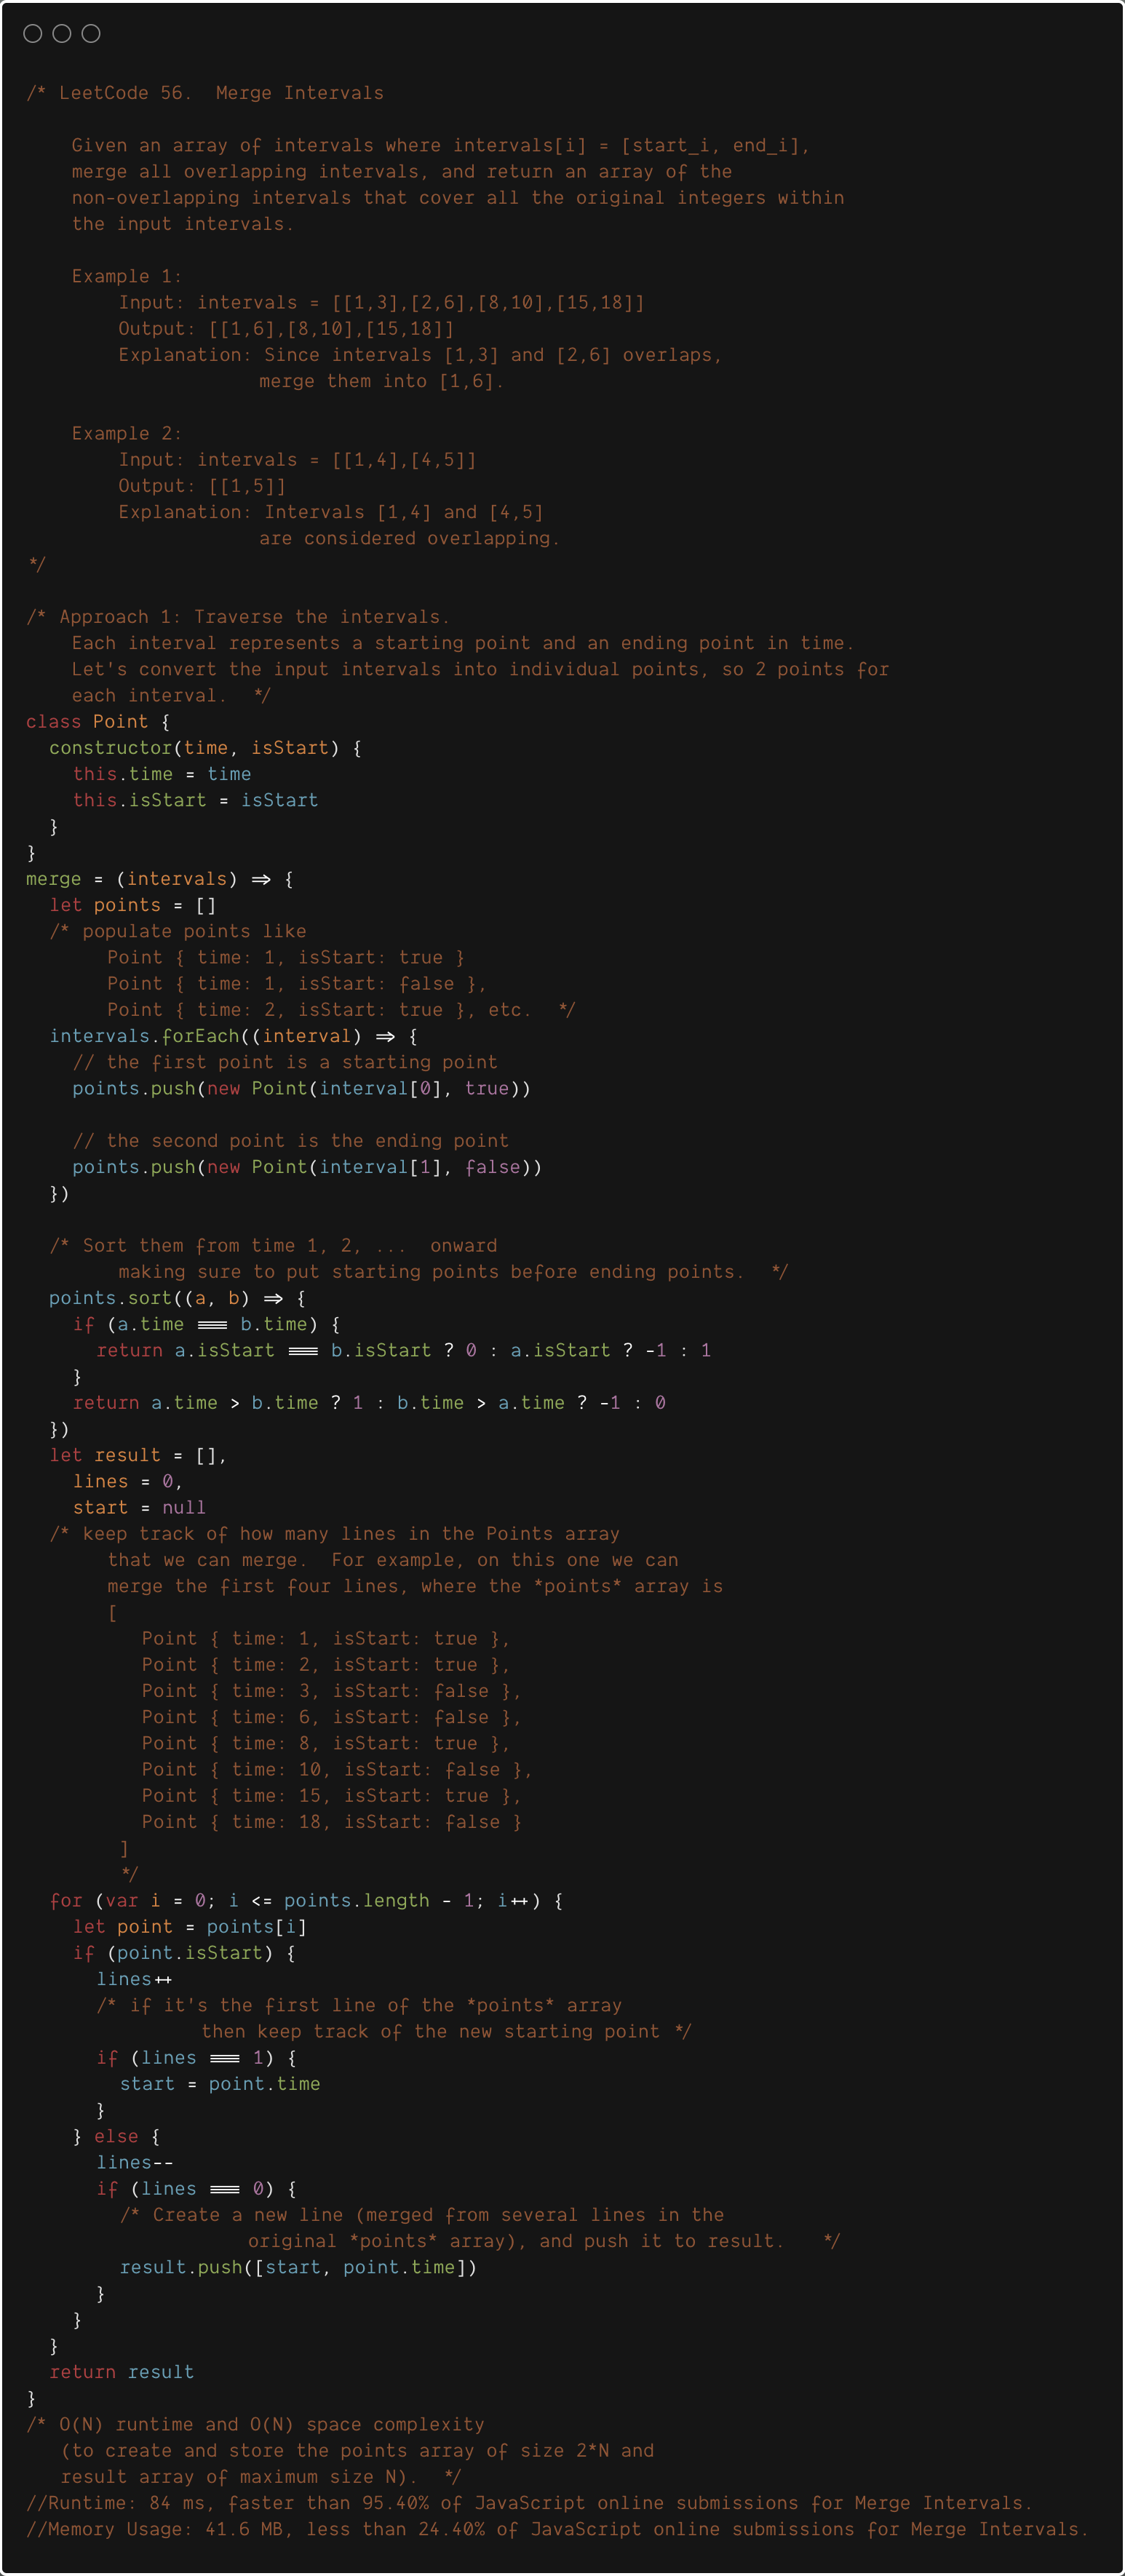 /* LeetCode 56.  Merge Intervals

    Given an array of intervals where intervals[i] = [start_i, end_i],
    merge all overlapping intervals, and return an array of the
    non-overlapping intervals that cover all the original integers within
    the input intervals.

    Example 1:
        Input: intervals = [[1,3],[2,6],[8,10],[15,18]]
        Output: [[1,6],[8,10],[15,18]]
        Explanation: Since intervals [1,3] and [2,6] overlaps,
                     merge them into [1,6].

    Example 2:
        Input: intervals = [[1,4],[4,5]]
        Output: [[1,5]]
        Explanation: Intervals [1,4] and [4,5]
                     are considered overlapping.
*/

/* Approach 1: Traverse the intervals.
    Each interval represents a starting point and an ending point in time.
    Let's convert the input intervals into individual points, so 2 points for
    each interval.  */
class Point {
  constructor(time, isStart) {
    this.time = time
    this.isStart = isStart
  }
}
merge = (intervals) => {
  let points = []
  /* populate points like
       Point { time: 1, isStart: true }
       Point { time: 1, isStart: false },
       Point { time: 2, isStart: true }, etc.  */
  intervals.forEach((interval) => {
    // the first point is a starting point
    points.push(new Point(interval[0], true))

    // the second point is the ending point
    points.push(new Point(interval[1], false))
  })

  /* Sort them from time 1, 2, ...  onward
        making sure to put starting points before ending points.  */
  points.sort((a, b) => {
    if (a.time === b.time) {
      return a.isStart === b.isStart ? 0 : a.isStart ? -1 : 1
    }
    return a.time > b.time ? 1 : b.time > a.time ? -1 : 0
  })
  let result = [],
    lines = 0,
    start = null
  /* keep track of how many lines in the Points array
       that we can merge.  For example, on this one we can
       merge the first four lines, where the *points* array is
       [
          Point { time: 1, isStart: true },
          Point { time: 2, isStart: true },
          Point { time: 3, isStart: false },
          Point { time: 6, isStart: false },
          Point { time: 8, isStart: true },
          Point { time: 10, isStart: false },
          Point { time: 15, isStart: true },
          Point { time: 18, isStart: false }
        ]
        */
  for (var i = 0; i <= points.length - 1; i++) {
    let point = points[i]
    if (point.isStart) {
      lines++
      /* if it's the first line of the *points* array
               then keep track of the new starting point */
      if (lines === 1) {
        start = point.time
      }
    } else {
      lines--
      if (lines === 0) {
        /* Create a new line (merged from several lines in the
                   original *points* array), and push it to result.   */
        result.push([start, point.time])
      }
    }
  }
  return result
}
/* O(N) runtime and O(N) space complexity
   (to create and store the points array of size 2*N and
   result array of maximum size N).  */
//Runtime: 84 ms, faster than 95.40% of JavaScript online submissions for Merge Intervals.
//Memory Usage: 41.6 MB, less than 24.40% of JavaScript online submissions for Merge Intervals.